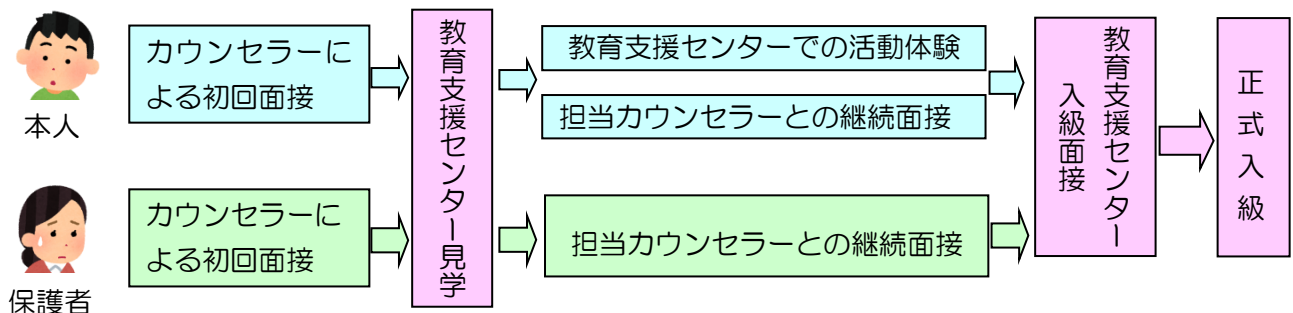 本人
カウンセラーに
よる初回面接
教育支援センター見学
教育支援センターでの活動体験
担当カウンセラーとの継続面接
保護者
カウンセラーに
よる初回面接
担当カウンセラーとの継続面接
教育支援センター
入級面接
正式入級